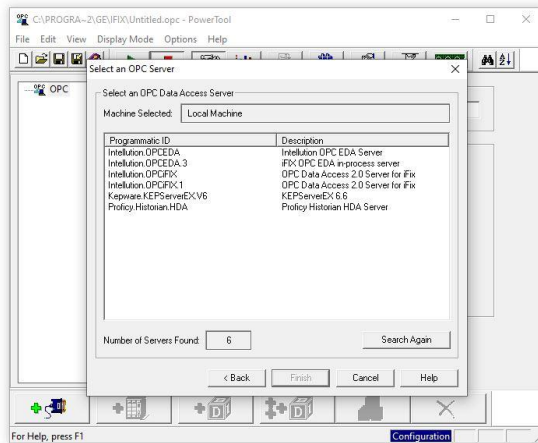 C:\PROGRA~2\GE\IFIX\Untitled.opc - PowerTool
File Edit View Display Mode Options Help
Select an OPC Server
OPC
Select an OPC Data Access Server
Machine Selected: Local Machine
Programmatic ID Description
Intellution.OPCEDA Intellution OPC EDA Server
Intellution.OPCEDA.3 iFIX OPC EDA in-process server
Intellution.OPCiFIX OPC Data Access 2.0 Server for iFix
Intellution.OPCiFIX.1 OPC Data Access 2.0 Server for iFix
Kepware.KEPServerEX.V6 KEPServerEX 6.6
Proficy.Historian.HDA Proficy Historian HDA Server
Number of Servers Found: 6 Search Again
< Back Finish Cancel Help
For Help, press F1 Configuration